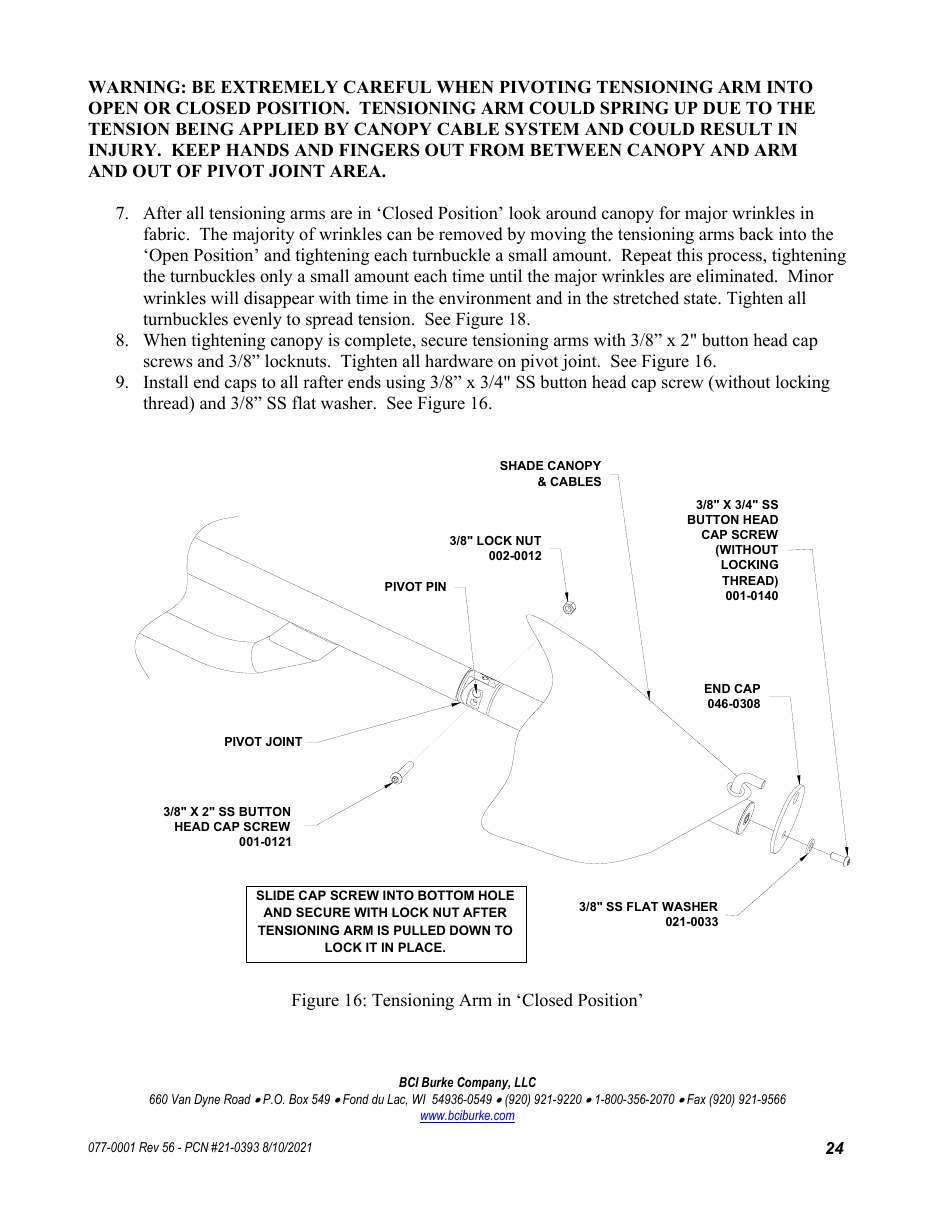 WARNING: BE EXTREMELY CAREFUL WHEN PIVOTING TENSIONING ARM INTO
OPEN OR CLOSED POSITION.  TENSIONING ARM COULD SPRING UP DUE TO THE
TENSION BEING APPLIED BY CANOPY CABLE SYSTEM AND COULD RESULT IN
INJURY.  KEEP HANDS AND FINGERS OUT FROM BETWEEN CANOPY AND ARM
AND OUT OF PIVOT JOINT AREA.
7. After all tensioning arms are in ‘Closed Position’ look around canopy for major wrinkles in
fabric.  The majority of wrinkles can be removed by moving the tensioning arms back into the
‘Open Position’ and tightening each turnbuckle a small amount.  Repeat this process, tightening
the turnbuckles only a small amount each time until the major wrinkles are eliminated.  Minor
wrinkles will disappear with time in the environment and in the stretched state. Tighten all
turnbuckles evenly to spread tension.  See Figure 18.
8. When tightening canopy is complete, secure tensioning arms with 3/8” x 2" button head cap
screws and 3/8” locknuts.  Tighten all hardware on pivot joint.  See Figure 16.
9. Install end caps to all rafter ends using 3/8” x 3/4" SS button head cap screw (without locking
thread) and 3/8” SS flat washer.  See Figure 16.
SHADE CANOPY
& CABLES
3/8" X 3/4" SS
BUTTON HEAD
CAP SCREW
(WITHOUT
LOCKING
THREAD)
001-0140
3/8" LOCK NUT
002-0012
PIVOT PIN
END CAP
046-0308
PIVOT JOINT
3/8" X 2" SS BUTTON
HEAD CAP SCREW
001-0121
SLIDE CAP SCREW INTO BOTTOM HOLE
AND SECURE WITH LOCK NUT AFTER
TENSIONING ARM IS PULLED DOWN TO
LOCK IT IN PLACE.
3/8" SS FLAT WASHER
021-0033
Figure 16: Tensioning Arm in ‘Closed Position’
BCI Burke Company, LLC
660 Van Dyne Road • P.O. Box 549 • Fond du Lac, WI  54936-0549 • (920) 921-9220 • 1-800-356-2070 • Fax (920) 921-9566
www.bciburke.com
077-0001 Rev 56 - PCN #21-0393 8/10/2021
24